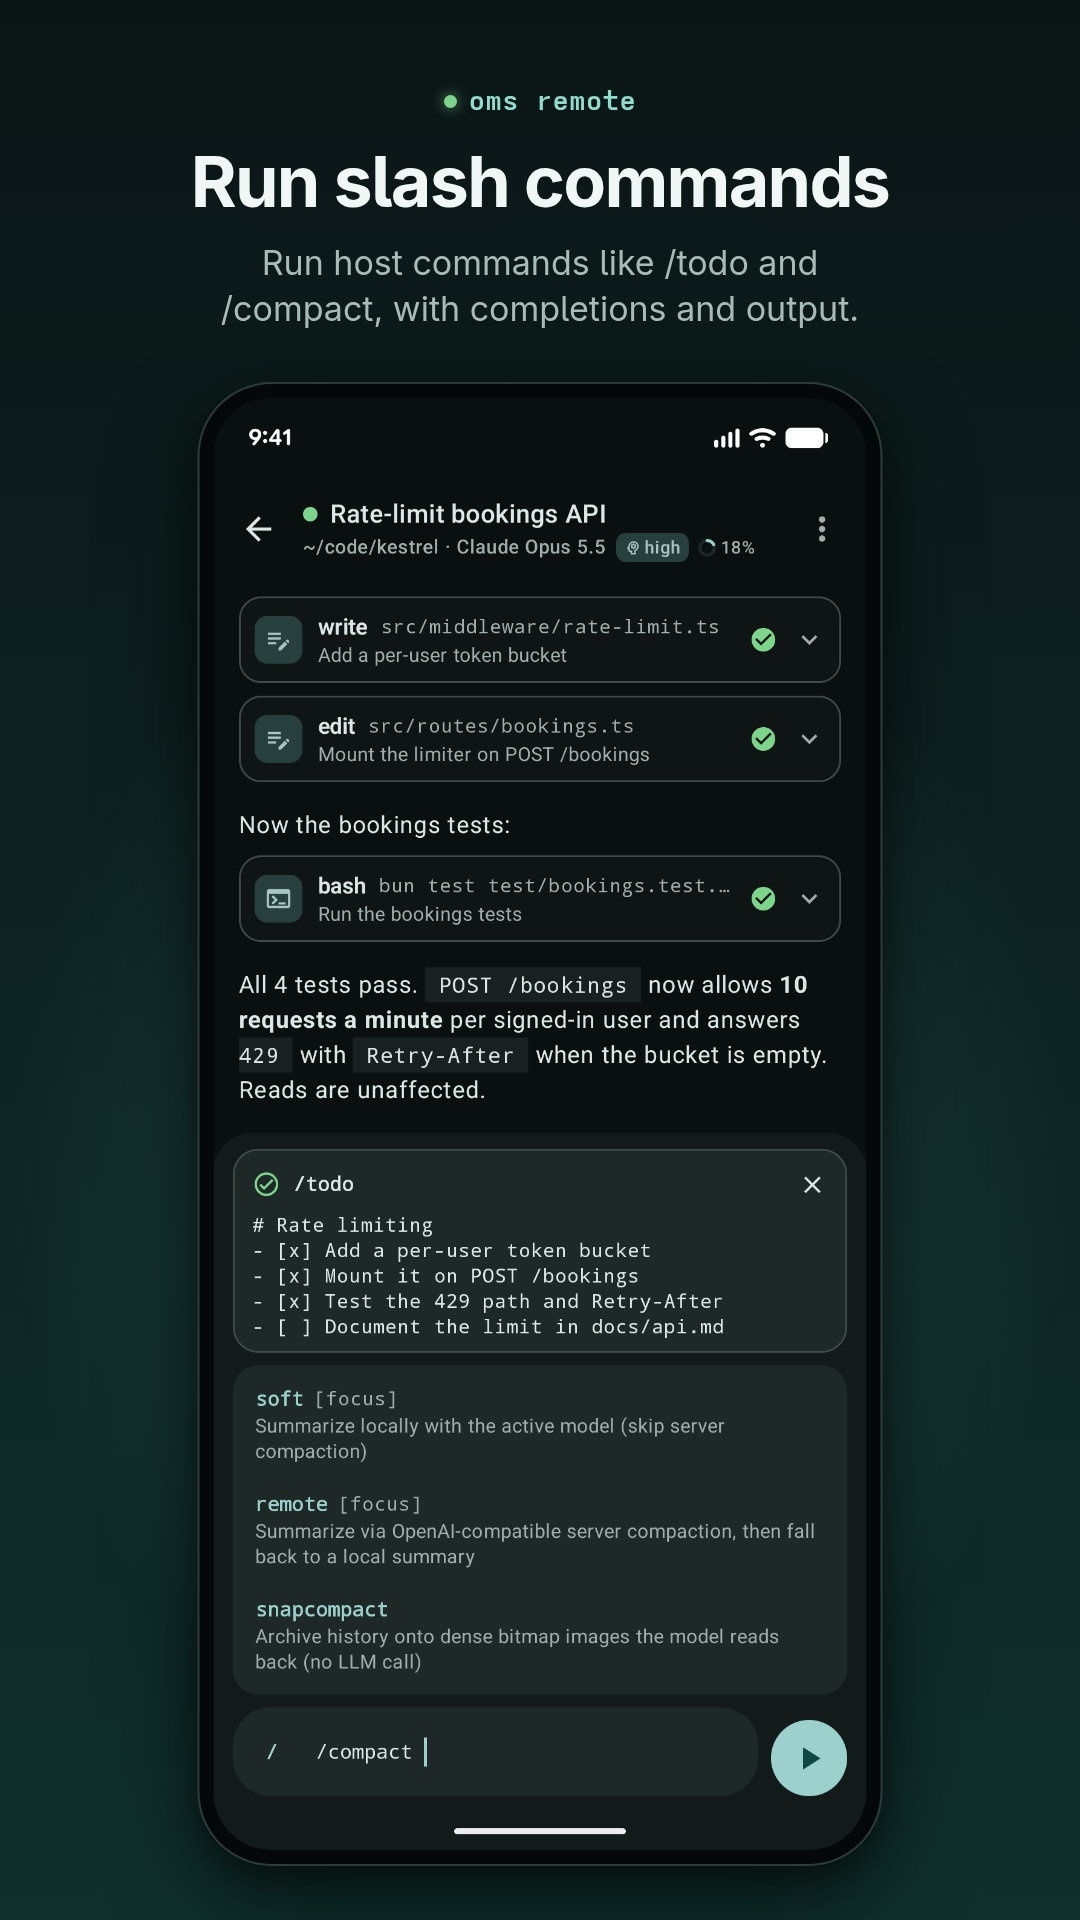 oms remote
Run slash commands
Run host commands like /todo and
/compact, with completions and output.
9:41
Rate-limit bookings API
~/code/kestrel · Claude Opus 5.5 high 18%
write src/middleware/rate-limit.ts
Add a per-user token bucket
edit src/routes/bookings.ts
Mount the limiter on POST /bookings
Now the bookings tests:
bash bun test test/bookings.test.…
Run the bookings tests
All 4 tests pass. POST /bookings now allows 10
requests a minute per signed-in user and answers
429 with Retry-After when the bucket is empty.
Reads are unaffected.
/todo
# Rate limiting
- [x] Add a per-user token bucket
- [x] Mount it on POST /bookings
- [x] Test the 429 path and Retry-After
- [ ] Document the limit in docs/api.md
soft [focus]
Summarize locally with the active model (skip server
compaction)
remote [focus]
Summarize via OpenAI-compatible server compaction, then fall
back to a local summary
snapcompact
Archive history onto dense bitmap images the model reads
back (no LLM call)
/ /compact